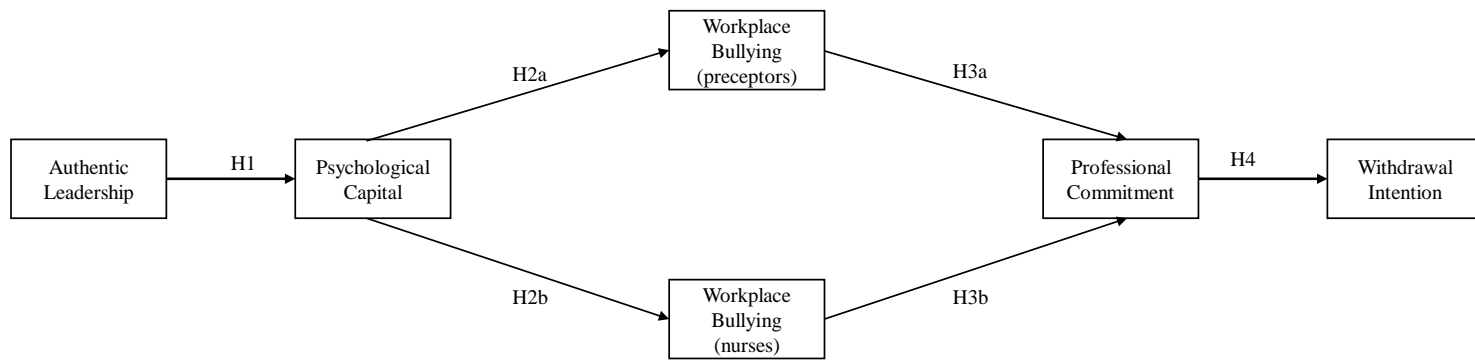 Workplace
Bullying
(preceptors)
H2a
H3a
Authentic
Leadership
H1
Psychological
Capital
Professional
Commitment
H4
Withdrawal
Intention
H2b
H3b
Workplace
Bullying
(nurses)